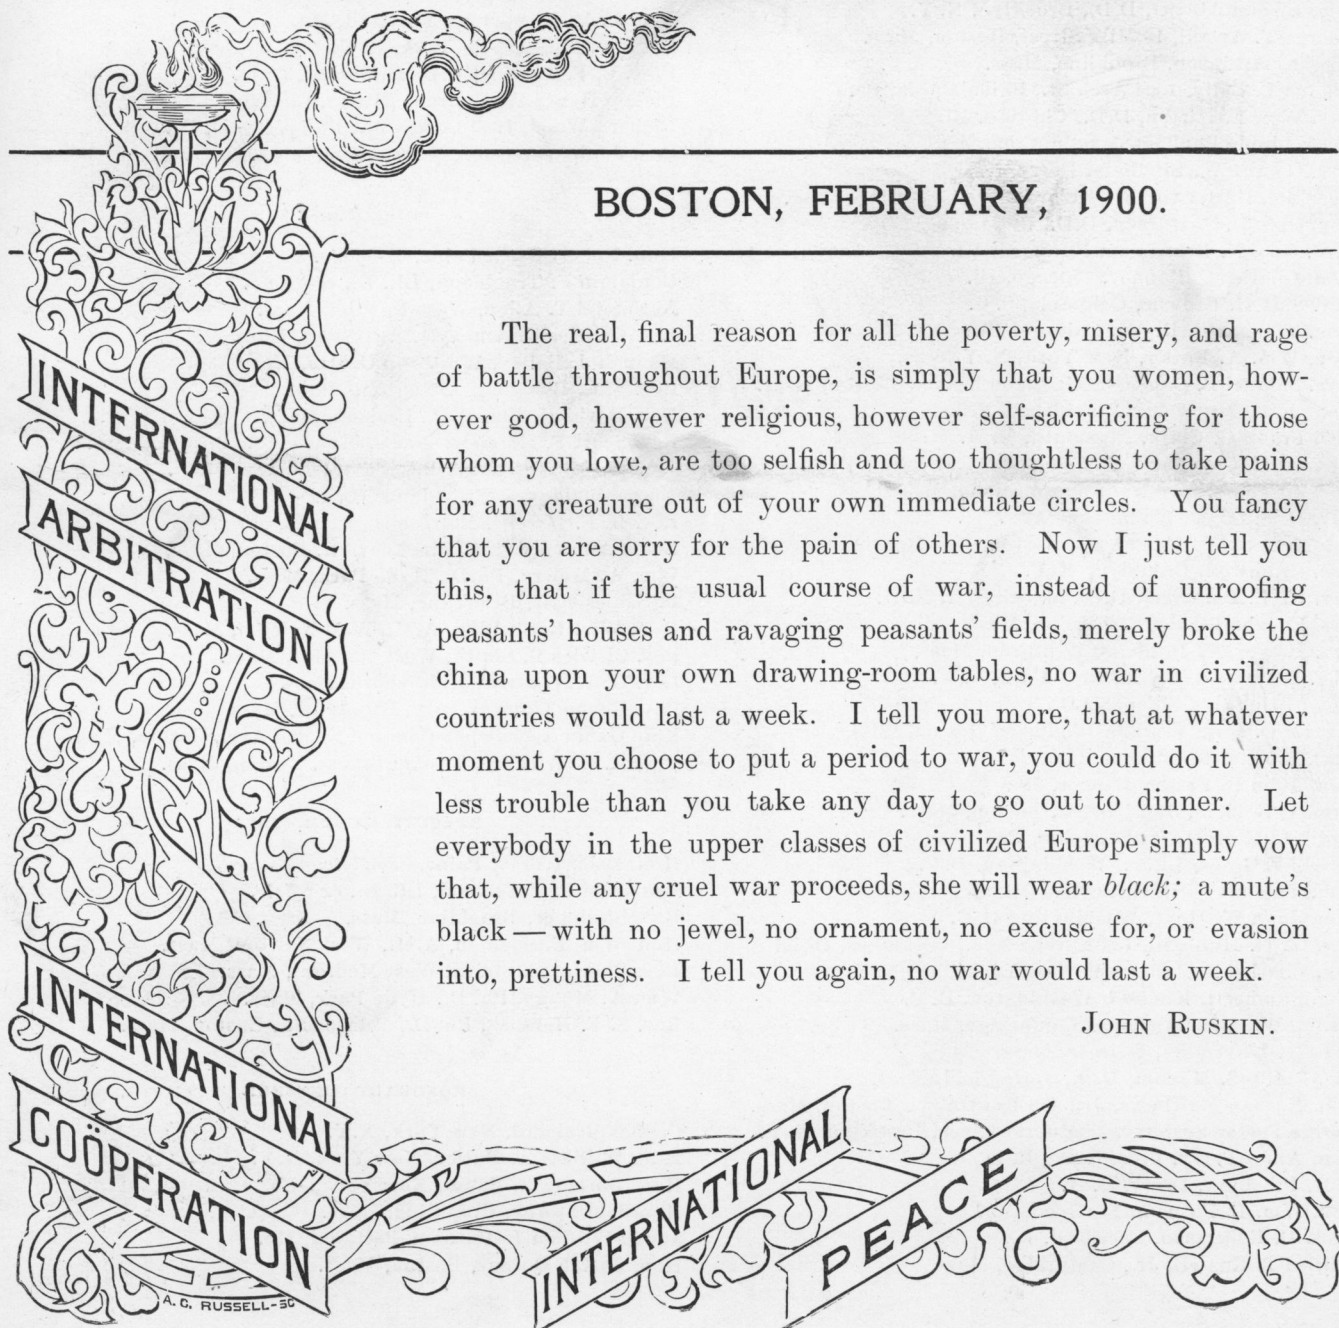 BOSTON, FEBRUARY, 1900.
The real, final reason for all the poverty, misery, and rage
of battle throughout Europe, is simply that you women, how-
ever good, however religious, however self-sacrificing for those
whom you love, are too selfish and too thoughtless to take pains
for any creature out of your own immediate circles. You fancy
that you are sorry for the pain of others. Now I just tell you
this, that if the usual course of war, instead of unroofing
peasants' houses and ravaging peasants' fields, merely broke the
china upon your own drawing-room tables, no war in civilized
countries would last a week. I tell you more, that at whatever
moment you choose to put a period to war, you could do it with
less trouble than you take any day to go out to dinner. Let
everybody in the upper classes of civilized Europe simply vow
that, while any cruel war proceeds, she will wear black; a mute's
black — with no jewel, no ornament, no excuse for, or evasion
into, prettiness. I tell you again, no war would last a week.
JOHN RUSKIN.
INTERNATIONAL
ARBITRATION
INTERNATIONAL
COÖPERATION
INTERNATIONAL
PEACE
A. C. RUSSELL-SC